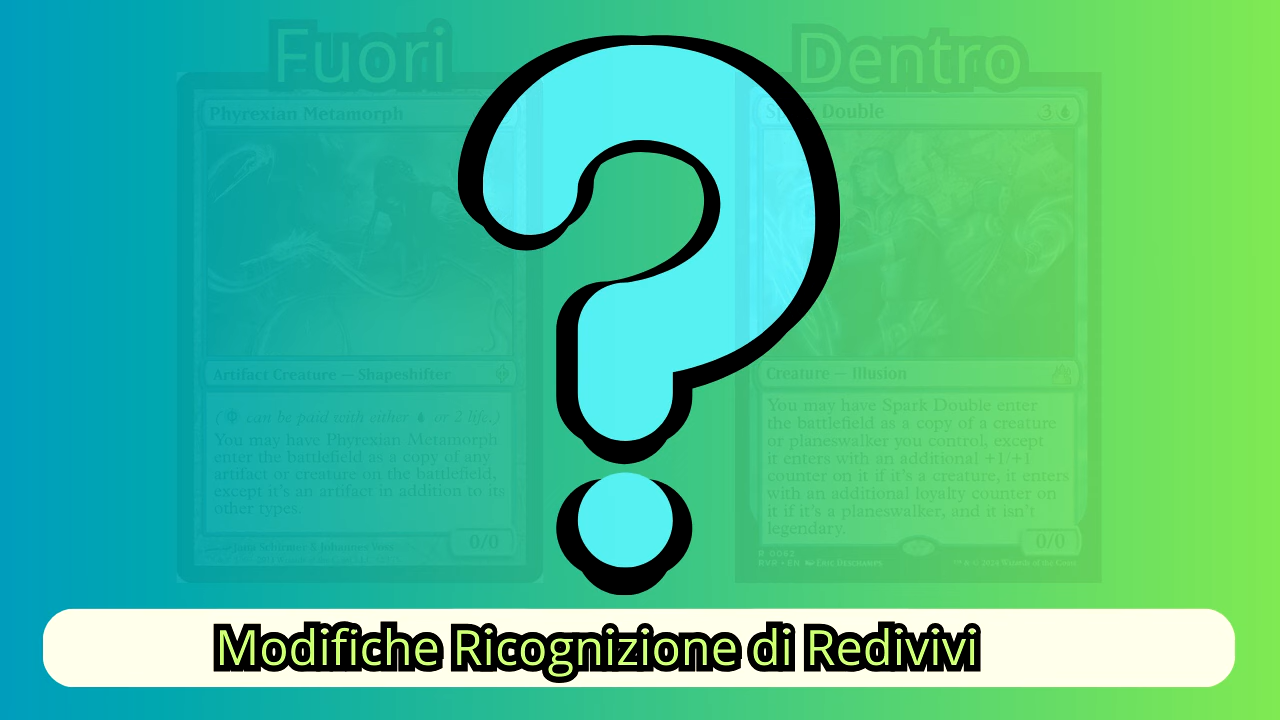 Fuori
Dentro
Phyrexian Metamorph
Artifact Creature — Shapeshifter
( can be paid with either or 2 life.)
You may have Phyrexian Metamorph
enter the battlefield as a copy of any
artifact or creature on the battlefield,
except it's an artifact in addition to its
other types.
0/0
Spark Double
3
Creature — Illusion
You may have Spark Double enter
the battlefield as a copy of a creature
or planeswalker you control, except
it enters with an additional +1/+1
counter on it if it's a creature, it enters
with an additional loyalty counter on
it if it's a planeswalker, and it isn't
legendary.
0/0
R 0062
RVR • EN Eric Deschamps
?
Modifiche Ricognizione di Redivivi